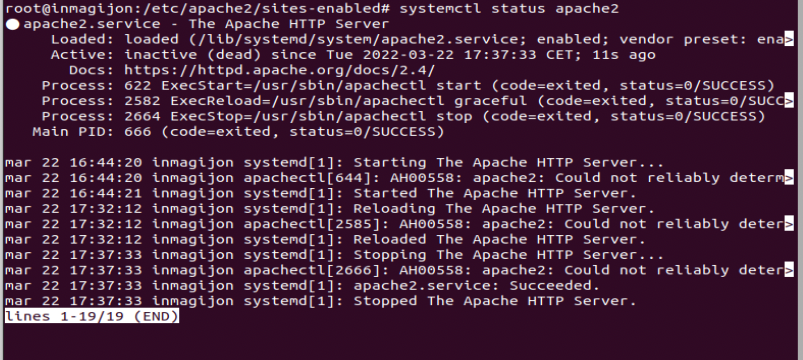 root@inmagijon:/etc/apache2/sites-enabled# systemctl status apache2
● apache2.service - The Apache HTTP Server
Loaded: loaded (/lib/systemd/system/apache2.service; enabled; vendor preset: ena>
Active: inactive (dead) since Tue 2022-03-22 17:37:33 CET; 11s ago
Docs: https://httpd.apache.org/docs/2.4/
Process: 622 ExecStart=/usr/sbin/apachectl start (code=exited, status=0/SUCCESS)
Process: 2582 ExecReload=/usr/sbin/apachectl graceful (code=exited, status=0/SUCC>
Process: 2664 ExecStop=/usr/sbin/apachectl stop (code=exited, status=0/SUCCESS)
Main PID: 666 (code=exited, status=0/SUCCESS)
mar 22 16:44:20 inmagijon systemd[1]: Starting The Apache HTTP Server...
mar 22 16:44:20 inmagijon apachectl[644]: AH00558: apache2: Could not reliably determ>
mar 22 16:44:21 inmagijon systemd[1]: Started The Apache HTTP Server.
mar 22 17:32:12 inmagijon systemd[1]: Reloading The Apache HTTP Server.
mar 22 17:32:12 inmagijon apachectl[2585]: AH00558: apache2: Could not reliably deter>
mar 22 17:32:12 inmagijon systemd[1]: Reloaded The Apache HTTP Server.
mar 22 17:37:33 inmagijon systemd[1]: Stopping The Apache HTTP Server...
mar 22 17:37:33 inmagijon apachectl[2666]: AH00558: apache2: Could not reliably deter>
mar 22 17:37:33 inmagijon systemd[1]: apache2.service: Succeeded.
mar 22 17:37:33 inmagijon systemd[1]: Stopped The Apache HTTP Server.
lines 1-19/19 (END)